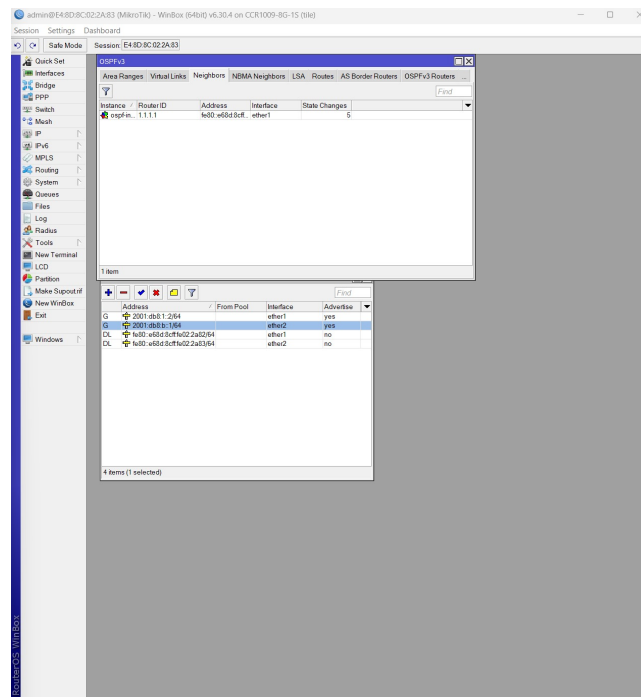 admin@E4:8D:8C:02:2A:83 (MikroTik) - WinBox (64bit) v6.30.4 on CCR1009-8G-1S (tile)
Session Settings Dashboard
Safe Mode Session: E4:8D:8C:02:2A:83
Quick Set
Interfaces
Bridge
PPP
Switch
Mesh
IP
IPv6
MPLS
Routing
System
Queues
Files
Log
Radius
Tools
New Terminal
LCD
Partition
Make Supout.rif
New WinBox
Exit
Windows
RouterOS WinBox
OSPFv3
Area Ranges Virtual Links Neighbors NBMA Neighbors LSA Routes AS Border Routers OSPFv3 Routers ...
Find
Instance Router ID Address Interface State Changes
ospf-in... 1.1.1.1 fe80::e68d:8cff... ether1 5
1 item
Find
Address From Pool Interface Advertise
G 2001:db8:1::2/64 ether1 yes
G 2001:db8:b::1/64 ether2 yes
DL fe80::e68d:8cff:fe02:2a82/64 ether1 no
DL fe80::e68d:8cff:fe02:2a83/64 ether2 no
4 items (1 selected)